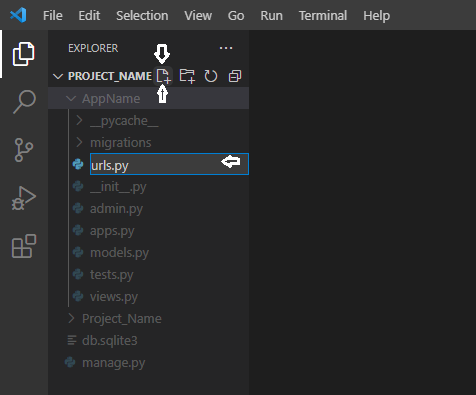 File Edit Selection View Go Run Terminal Help
EXPLORER ...
PROJECT_NAME
AppName
__pycache__
migrations
urls.py
__init__.py
admin.py
apps.py
models.py
tests.py
views.py
Project_Name
db.sqlite3
manage.py